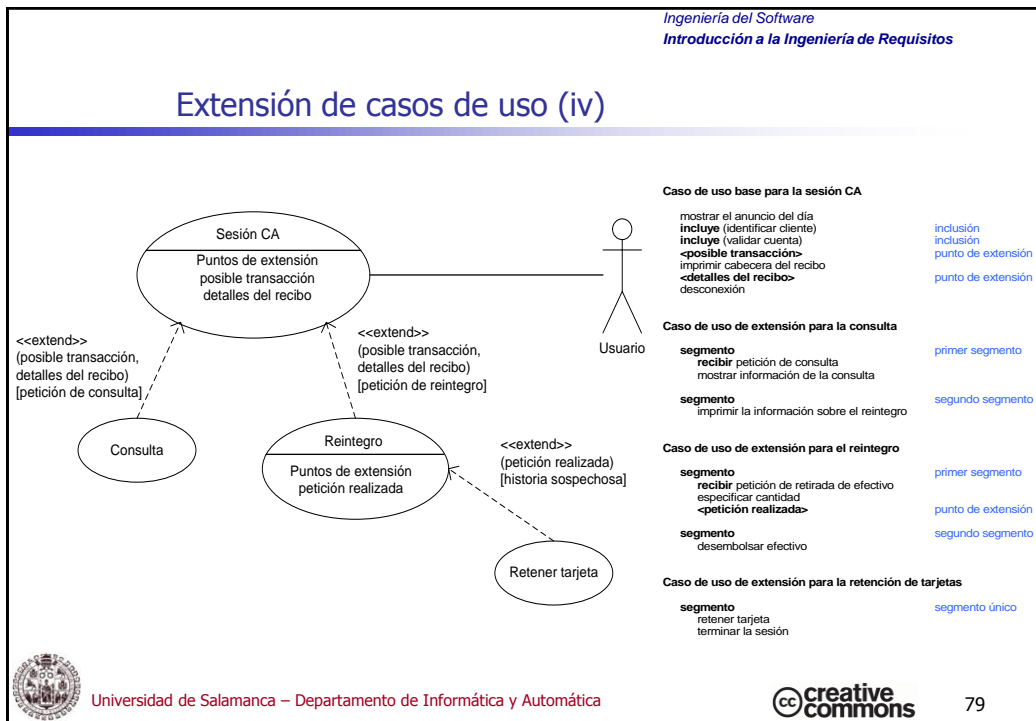 Ingeniería del Software
Introducción a la Ingeniería de Requisitos
Extensión de casos de uso (iv)
Sesión CA
Puntos de extensión
posible transacción
detalles del recibo
Usuario
<<extend>>
(posible transacción,
detalles del recibo)
[petición de consulta]
<<extend>>
(posible transacción,
detalles del recibo)
[petición de reintegro]
Consulta
Reintegro
Puntos de extensión
petición realizada
<<extend>>
(petición realizada)
[historia sospechosa]
Retener tarjeta
Caso de uso base para la sesión CA
mostrar el anuncio del día
incluye (identificar cliente) inclusión
incluye (validar cuenta) inclusión
<posible transacción> punto de extensión
imprimir cabecera del recibo
<detalles del recibo> punto de extensión
desconexión
Caso de uso de extensión para la consulta
segmento primer segmento
recibir petición de consulta
mostrar información de la consulta
segmento segundo segmento
imprimir la información sobre el reintegro
Caso de uso de extensión para el reintegro
segmento primer segmento
recibir petición de retirada de efectivo
especificar cantidad
<petición realizada> punto de extensión
segmento segundo segmento
desembolsar efectivo
Caso de uso de extensión para la retención de tarjetas
segmento segmento único
retener tarjeta
terminar la sesión
Universidad de Salamanca – Departamento de Informática y Automática
cc creative commons
79